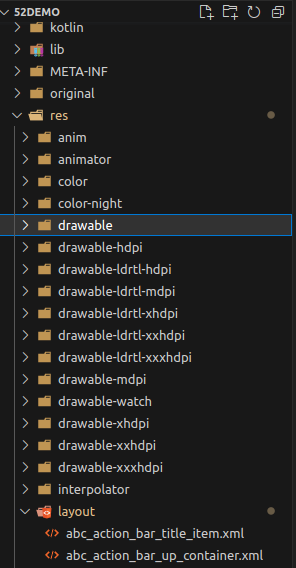 52DEMO
kotlin
lib
META-INF
original
res
anim
animator
color
color-night
drawable
drawable-hdpi
drawable-ldrtl-hdpi
drawable-ldrtl-mdpi
drawable-ldrtl-xhdpi
drawable-ldrtl-xxhdpi
drawable-ldrtl-xxxhdpi
drawable-mdpi
drawable-watch
drawable-xhdpi
drawable-xxhdpi
drawable-xxxhdpi
interpolator
layout
abc_action_bar_title_item.xml
abc_action_bar_up_container.xml